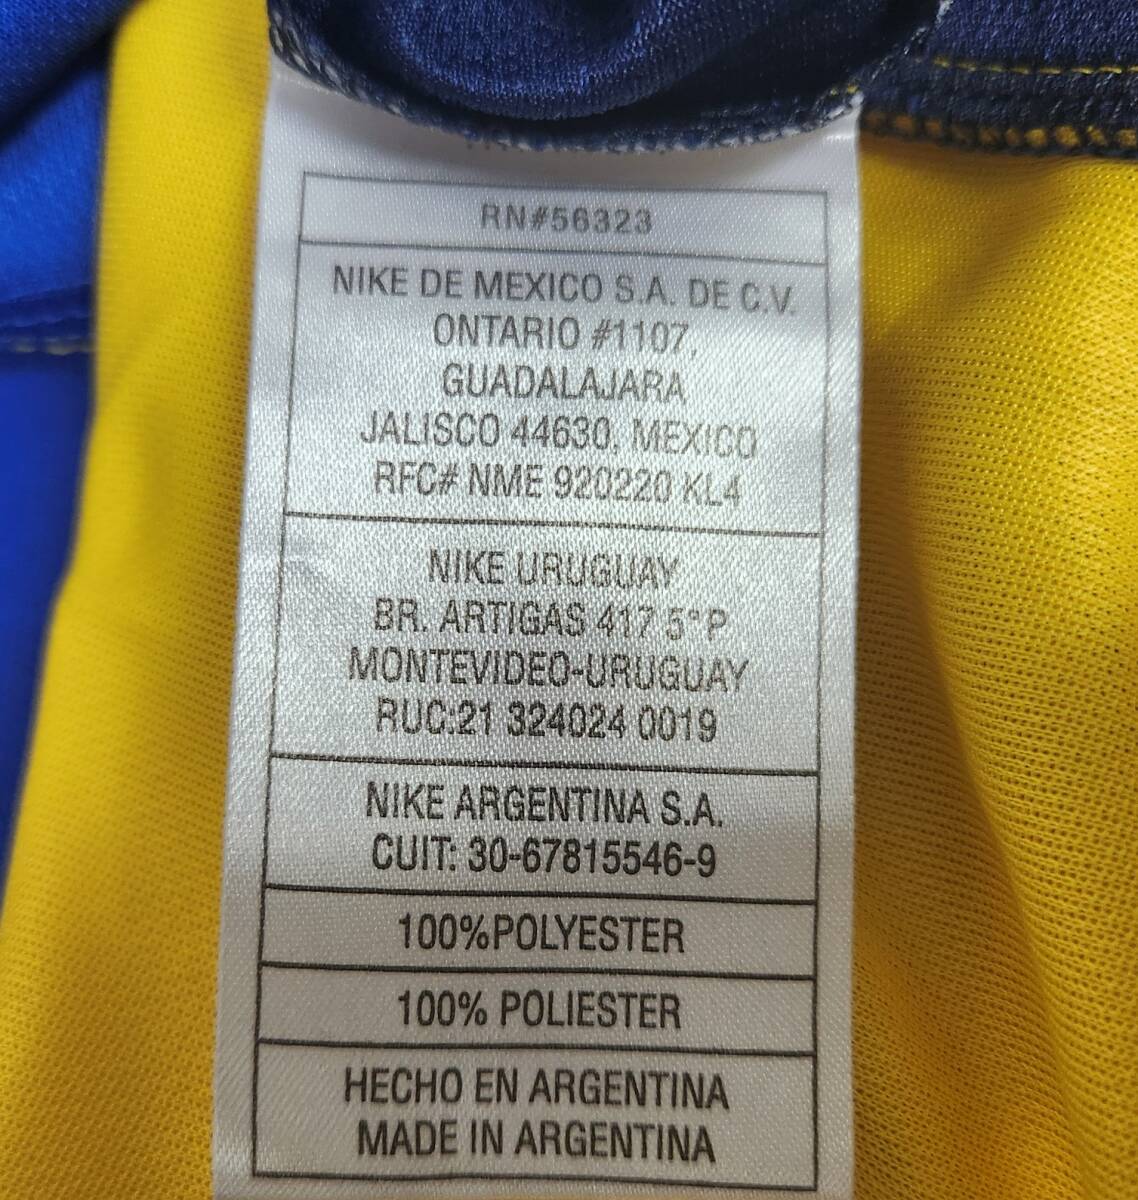 RN#56323
NIKE DE MEXICO S.A. DE C.V.
ONTARIO #1107,
GUADALAJARA
JALISCO 44630, MEXICO
RFC# NME 920220 KL4
NIKE URUGUAY
BR. ARTIGAS 417 5°P
MONTEVIDEO-URUGUAY
RUC:21 324024 0019
NIKE ARGENTINA S.A.
CUIT: 30-67815546-9
100%POLYESTER
100% POLIESTER
HECHO EN ARGENTINA
MADE IN ARGENTINA